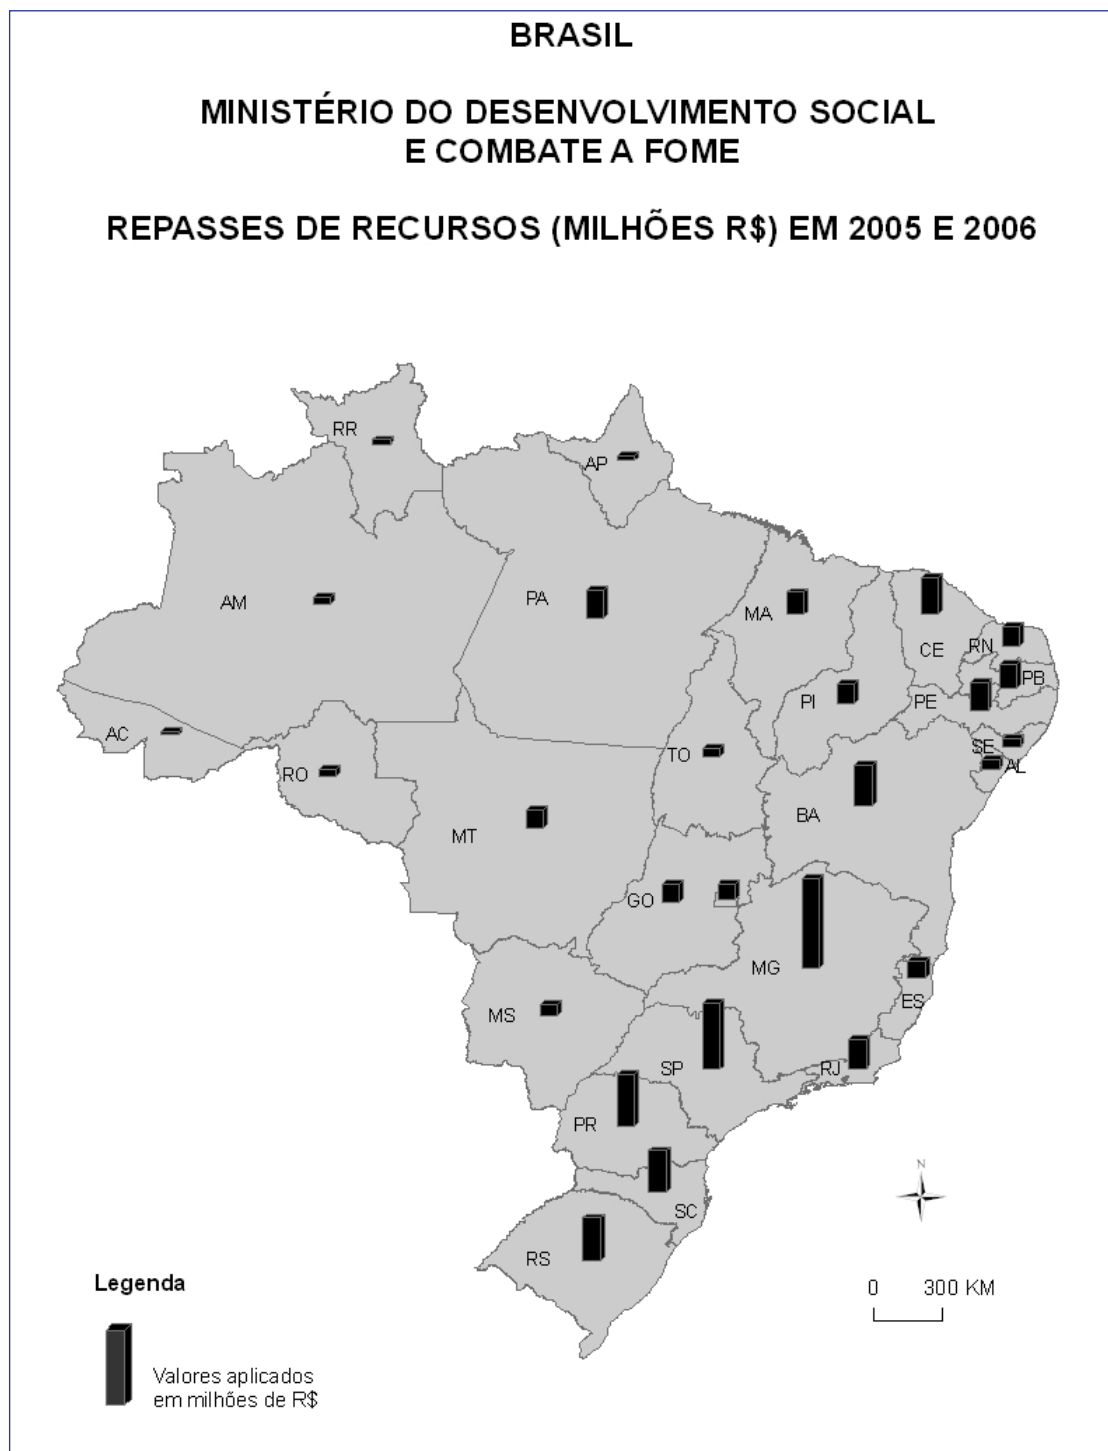 BRASIL
MINISTÉRIO DO DESENVOLVIMENTO SOCIAL
E COMBATE A FOME
REPASSES DE RECURSOS (MILHÕES R$) EM 2005 E 2006
RR
AP
AM
PA
MA
CE
RN
PB
PI
PE
AC
SE
TO
AL
RO
BA
MT
GO
MG
ES
MS
SP
RJ
PR
N
SC
RS
Legenda
0 300 KM
Valores aplicados
em milhões de R$